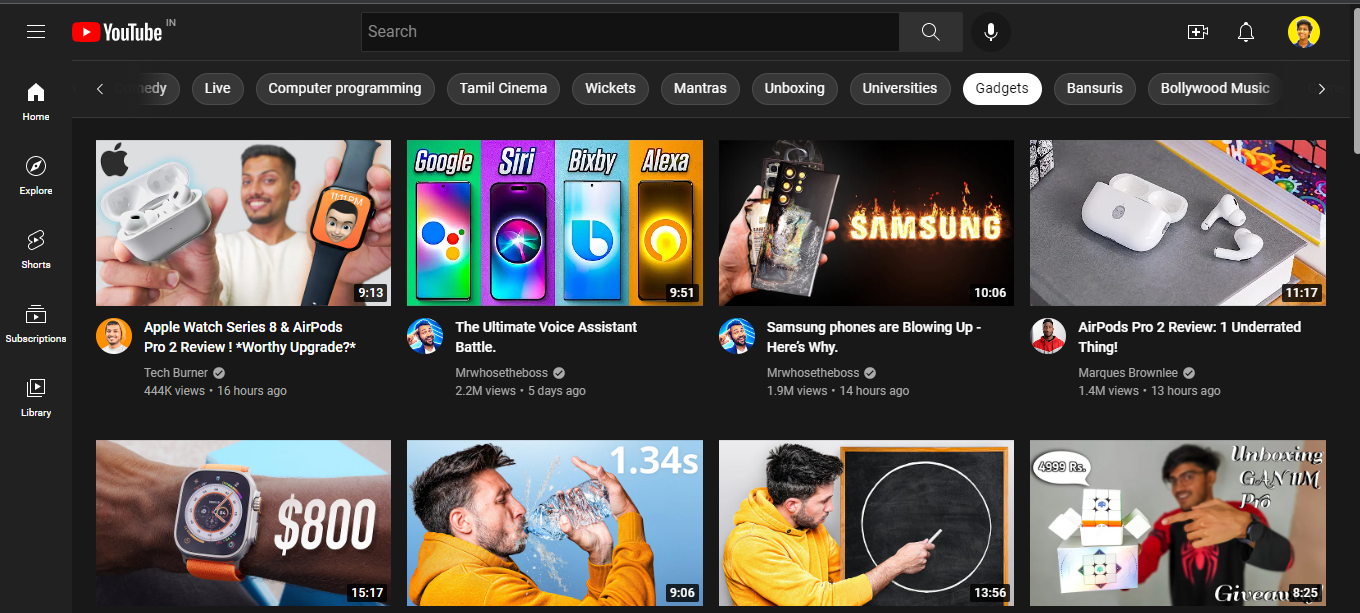 YouTube IN
Search
medy
Live
Computer programming
Tamil Cinema
Wickets
Mantras
Unboxing
Universities
Gadgets
Bansuris
Bollywood Music
Home
Explore
Shorts
Subscriptions
Library
11:11 PM
9:13
Google
Siri
Bixby
Alexa
9:51
SAMSUNG
10:06
11:17
Apple Watch Series 8 & AirPods
Pro 2 Review ! *Worthy Upgrade?*
Tech Burner
444K views • 16 hours ago
The Ultimate Voice Assistant
Battle.
Mrwhosetheboss
2.2M views • 5 days ago
Samsung phones are Blowing Up -
Here’s Why.
Mrwhosetheboss
1.9M views • 14 hours ago
AirPods Pro 2 Review: 1 Underrated
Thing!
Marques Brownlee
1.4M views • 13 hours ago
$800
15:17
1.34s
9:06
13:56
4999 Rs.
Unboxing
GAN 11M
Pro
8:25